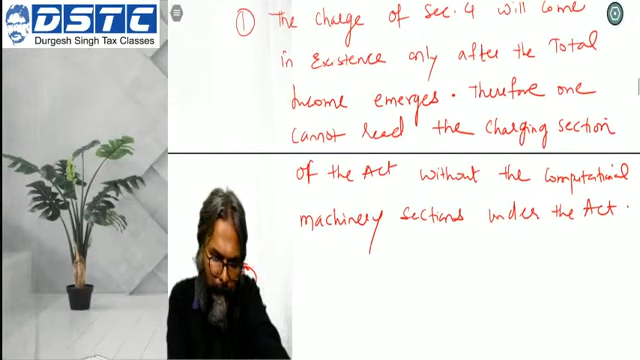 DSTC
Durgesh Singh Tax Classes
① The Charge of Sec. 4 will come
in Existence only after the Total
Income emerges. Therefore one
cannot read the charging section
of the Act without the computational
machinery sections under the Act.